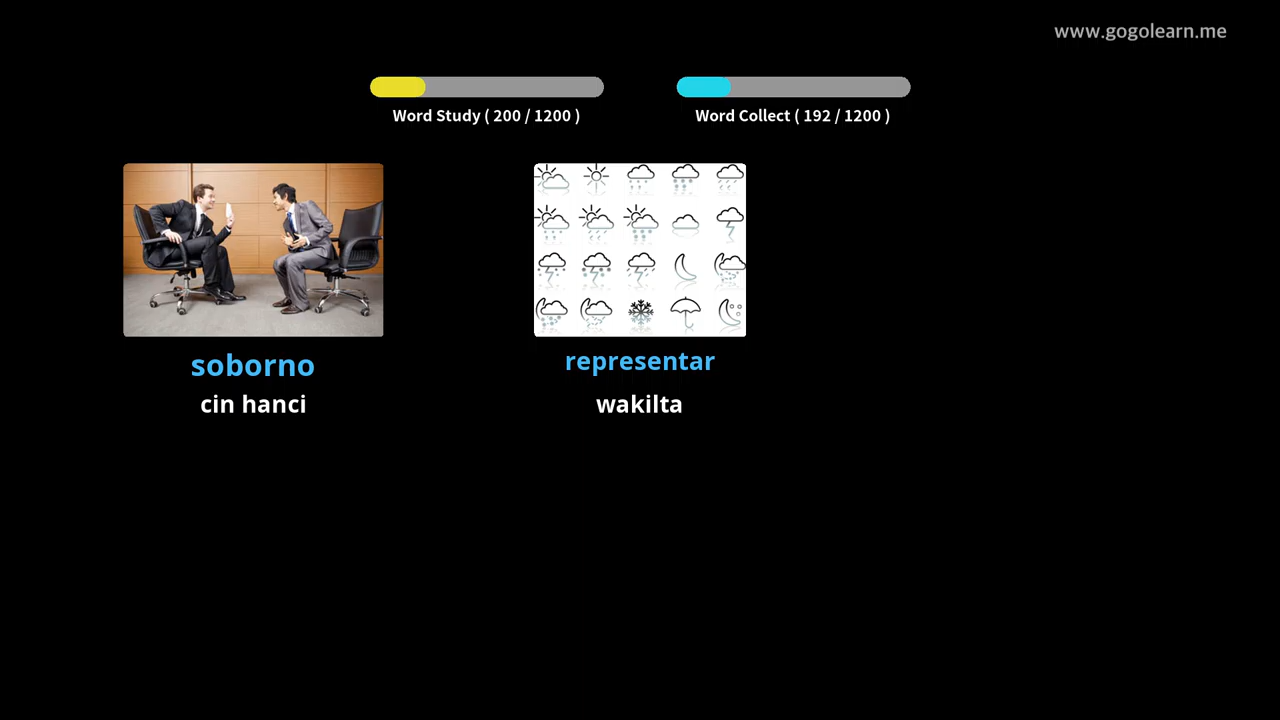 www.gogolearn.me
Word Study ( 200 / 1200 )
Word Collect ( 192 / 1200 )
soborno
cin hanci
representar
wakilta